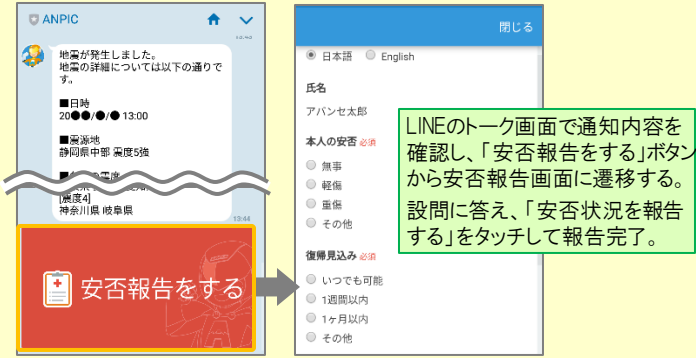 ANPIC
地震が発生しました。
地震の詳細については以下の通りで
す。
■日時
20●●/●/● 13:00
■震源地
静岡県中部 震度5強
[震度4]
神奈川県 岐阜県
13:44
安否報告をする
閉じる
日本語 English
氏名
アバンセ太郎
本人の安否 必須
無事
軽傷
重傷
その他
復帰見込み 必須
いつでも可能
1週間以内
1ヶ月以内
その他
LINEのトーク画面で通知内容を
確認し、「安否報告をする」ボタン
から安否報告画面に遷移する。
設問に答え、「安否状況を報告
する」をタッチして報告完了。